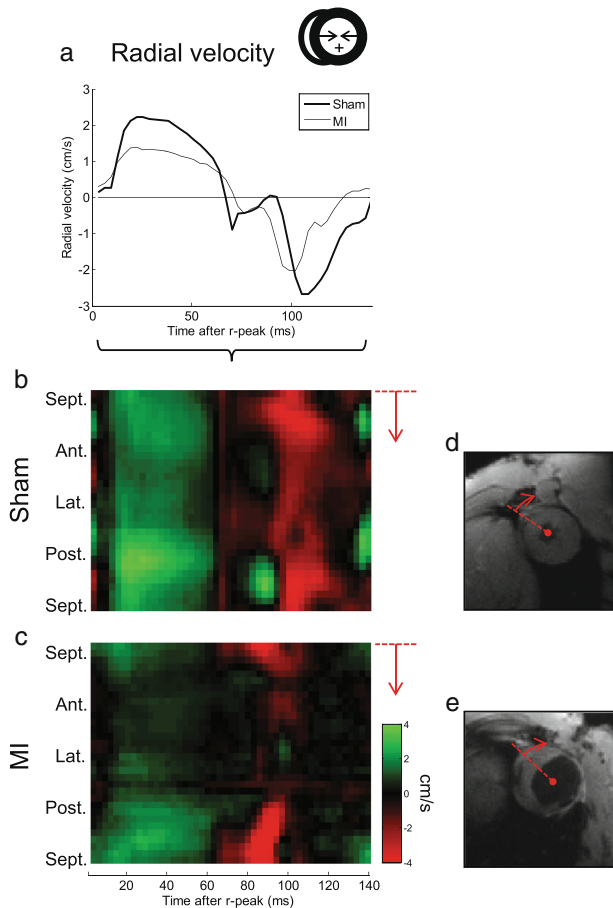 a Radial velocity
+
3
2
1
0
-1
-2
-3
Radial velocity (cm/s)
Sham
MI
0 50 100
Time after r-peak (ms)
b
Sham
Sept.
Ant.
Lat.
Post.
Sept.
d
c
MI
Sept.
Ant.
Lat.
Post.
Sept.
4
2
0
-2
-4
cm/s
e
20 40 60 80 100 120 140
Time after r-peak (ms)